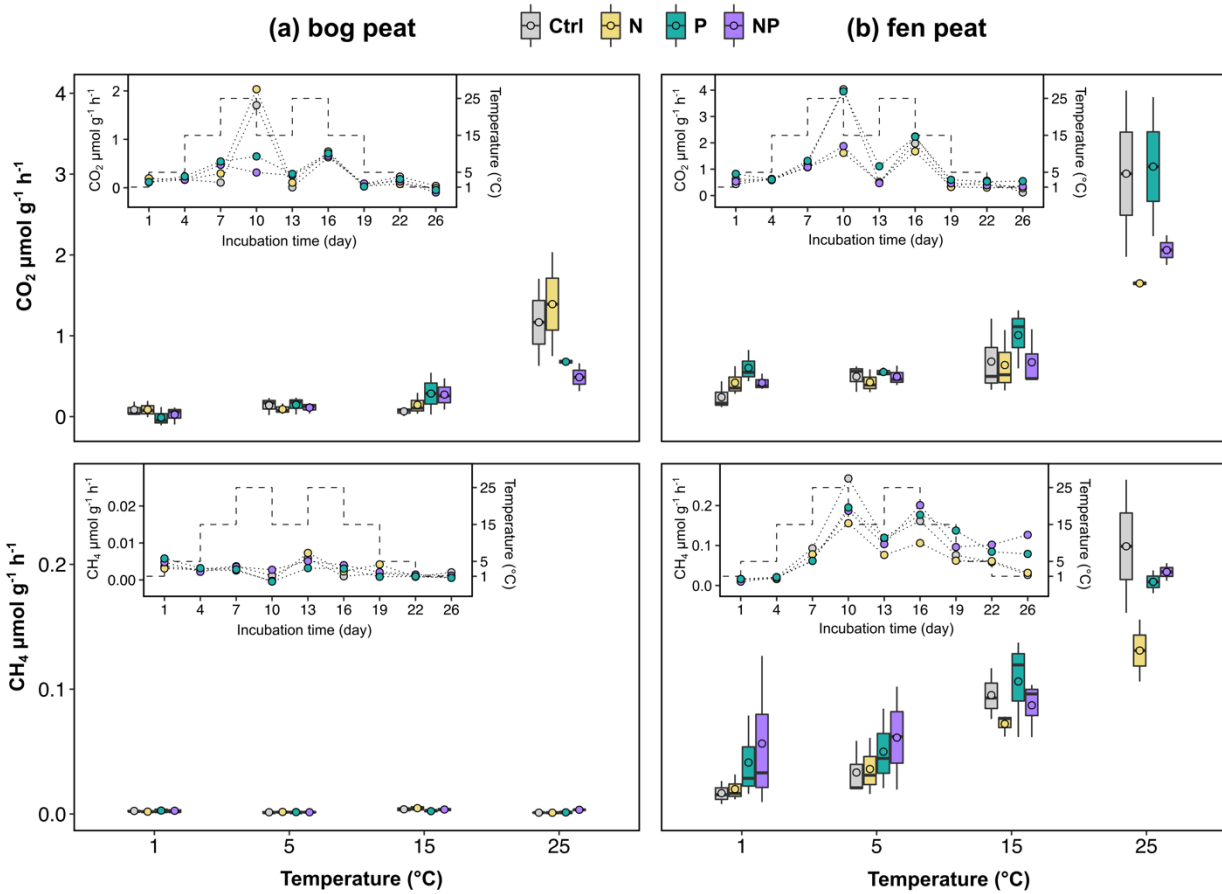 (a) bog peat
Ctrl N P NP
(b) fen peat
CO₂ μmol g⁻¹ h⁻¹
4
3
2
1
0
CO₂ μmol g⁻¹ h⁻¹
2
1
0
Temperature (°C)
25
15
5
1
1 4 7 10 13 16 19 22 26
Incubation time (day)
CO₂ μmol g⁻¹ h⁻¹
4
3
2
1
0
Temperature (°C)
25
15
5
1
1 4 7 10 13 16 19 22 26
Incubation time (day)
CH₄ μmol g⁻¹ h⁻¹
0.2
0.1
0.0
CH₄ μmol g⁻¹ h⁻¹
0.02
0.01
0.00
Temperature (°C)
25
15
5
1
1 4 7 10 13 16 19 22 26
Incubation time (day)
CH₄ μmol g⁻¹ h⁻¹
0.2
0.1
0.0
Temperature (°C)
25
15
5
1
1 4 7 10 13 16 19 22 26
Incubation time (day)
1 5 15 25
Temperature (°C)
1 5 15 25
Temperature (°C)